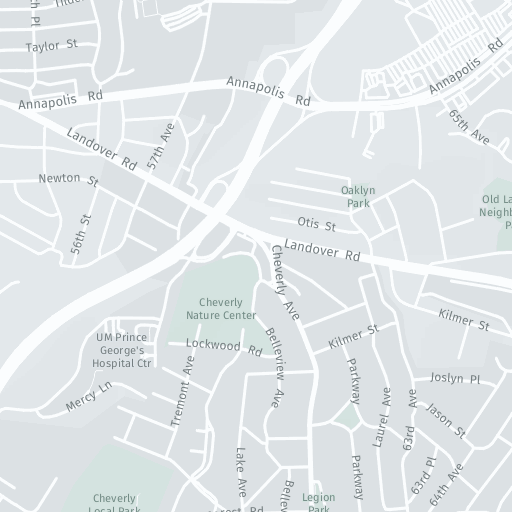 Taylor St
Annapolis Rd
Annapolis Rd
Annapolis Rd
65th Ave
57th Ave
Landover Rd
Newton St
56th St
Oaklyn
Park
Otis St
Landover Rd
Cheverly Ave
Cheverly
Nature Center
Kilmer St
Kilmer St
UM Prince
George's
Hospital Ctr
Lockwood Rd
Belleview Ave
Tremont Ave
Mercy Ln
Parkway
Laurel Ave
63rd Ave
Joslyn Pl
Jason St
Lake Ave
Parkway
63rd Pl
64th Ave
Cheverly
Local Park
Legion
Park